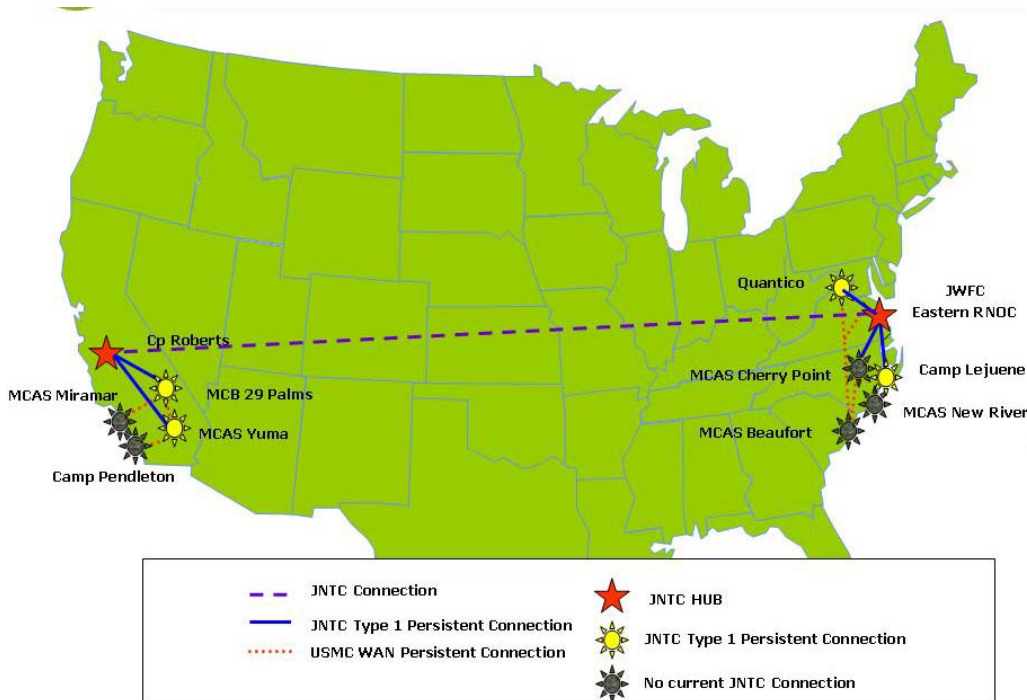 Quantico
JWFC
Eastern RNOC
Cp Roberts
MCAS Miramar
MCB 29 Palms
MCAS Yuma
Camp Pendleton
MCAS Cherry Point
Camp Lejuene
MCAS New River
MCAS Beaufort
JNTC Connection
JNTC Type 1 Persistent Connection
USMC WAN Persistent Connection
JNTC HUB
JNTC Type 1 Persistent Connection
No current JNTC Connection